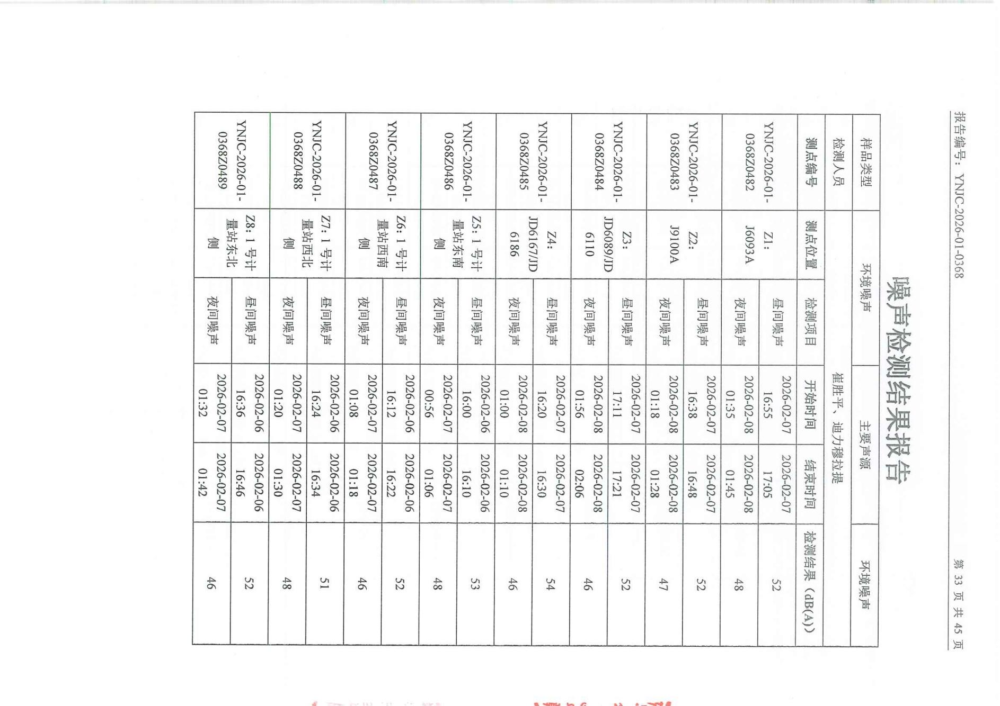 报告编号：YNJC-2026-01-0368 第 33 页 共 45 页
噪声检测结果报告
样品类型 环境噪声 主要声源 环境噪声
检测人员 崔胜平、迪力穆拉提
测点编号 测点位置 检测项目 开始时间 结束时间 检测结果（dB(A)）
YNJC-2026-01-
0368Z0482
Z1：
J6093A
昼间噪声
2026-02-07
16:55
2026-02-07
17:05
52
夜间噪声
2026-02-08
01:35
2026-02-08
01:45
48
YNJC-2026-01-
0368Z0483
Z2：
J9100A
昼间噪声
2026-02-07
16:38
2026-02-07
16:48
52
夜间噪声
2026-02-08
01:18
2026-02-08
01:28
47
YNJC-2026-01-
0368Z0484
Z3：
JD6089/JD
6110
昼间噪声
2026-02-07
17:11
2026-02-07
17:21
52
夜间噪声
2026-02-08
01:56
2026-02-08
02:06
46
YNJC-2026-01-
0368Z0485
Z4：
JD6167/JD
6186
昼间噪声
2026-02-07
16:20
2026-02-07
16:30
54
夜间噪声
2026-02-08
01:00
2026-02-08
01:10
46
YNJC-2026-01-
0368Z0486
Z5：1 号计
量站东南
侧
昼间噪声
2026-02-06
16:00
2026-02-06
16:10
53
夜间噪声
2026-02-07
00:56
2026-02-07
01:06
48
YNJC-2026-01-
0368Z0487
Z6：1 号计
量站西南
侧
昼间噪声
2026-02-06
16:12
2026-02-06
16:22
52
夜间噪声
2026-02-07
01:08
2026-02-07
01:18
46
YNJC-2026-01-
0368Z0488
Z7：1 号计
量站西北
侧
昼间噪声
2026-02-06
16:24
2026-02-06
16:34
51
夜间噪声
2026-02-07
01:20
2026-02-07
01:30
48
YNJC-2026-01-
0368Z0489
Z8：1 号计
量站东北
侧
昼间噪声
2026-02-06
16:36
2026-02-06
16:46
52
夜间噪声
2026-02-07
01:32
2026-02-07
01:42
46